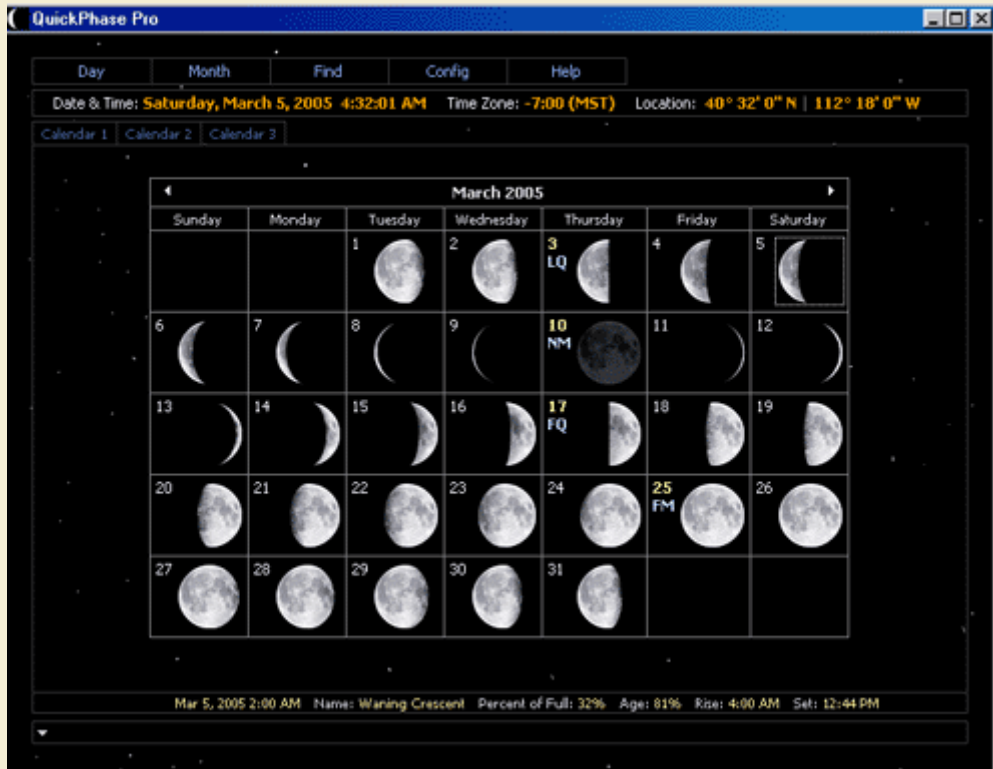 QuickPhase Pro
Day Month Find Config Help
Date & Time: Saturday, March 5, 2005 4:32:01 AM Time Zone: -7:00 (MST) Location: 40° 32' 0" N | 112° 18' 0" W
Calendar 1 Calendar 2 Calendar 3
March 2005
Sunday Monday Tuesday Wednesday Thursday Friday Saturday
1 2 3 4 5
LQ
6 7 8 9 10 11 12
NM
13 14 15 16 17 18 19
FQ
20 21 22 23 24 25 26
FM
27 28 29 30 31
Mar 5, 2005 2:00 AM Name: Waning Crescent Percent of Full: 32% Age: 81% Rise: 4:00 AM Set: 12:44 PM